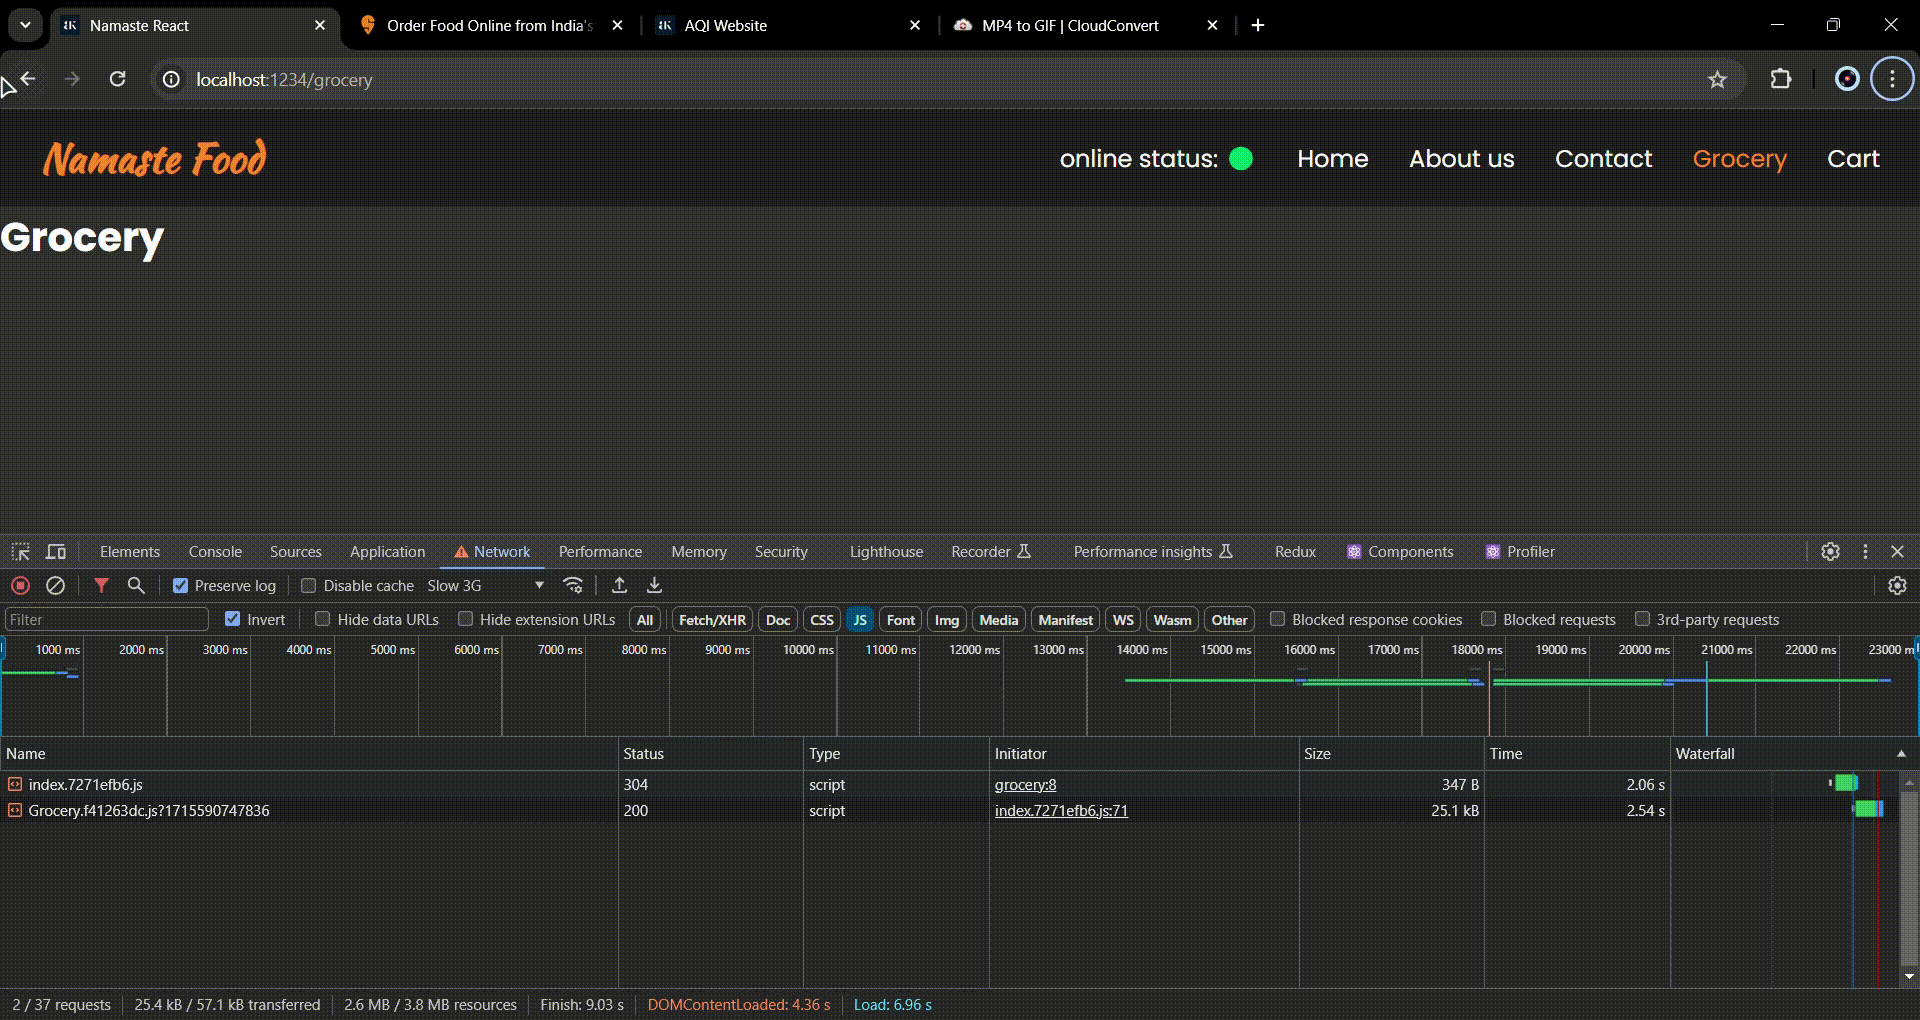 Namaste React
Order Food Online from India's
AQI Website
MP4 to GIF | CloudConvert
localhost:1234/grocery
Namaste Food
online status:
Home
About us
Contact
Grocery
Cart
Grocery
Elements
Console
Sources
Application
Network
Performance
Memory
Security
Lighthouse
Recorder
Performance insights
Redux
Components
Profiler
Preserve log
Disable cache
Slow 3G
Filter
Invert
Hide data URLs
Hide extension URLs
All
Fetch/XHR
Doc
CSS
JS
Font
Img
Media
Manifest
WS
Wasm
Other
Blocked response cookies
Blocked requests
3rd-party requests
1000 ms
2000 ms
3000 ms
4000 ms
5000 ms
6000 ms
7000 ms
8000 ms
9000 ms
10000 ms
11000 ms
12000 ms
13000 ms
14000 ms
15000 ms
16000 ms
17000 ms
18000 ms
19000 ms
20000 ms
21000 ms
22000 ms
23000 m
Name
Status
Type
Initiator
Size
Time
Waterfall
index.7271efb6.js
304
script
grocery:8
347 B
2.06 s
Grocery.f41263dc.js?1715590747836
200
script
index.7271efb6.js:71
25.1 kB
2.54 s
2 / 37 requests
25.4 kB / 57.1 kB transferred
2.6 MB / 3.8 MB resources
Finish: 9.03 s
DOMContentLoaded: 4.36 s
Load: 6.96 s